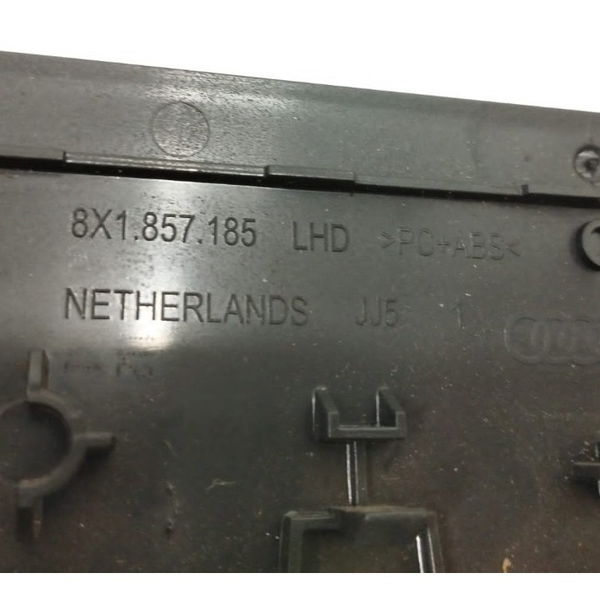 8X1.857.185 LHD >PC+ABS<
NETHERLANDS JJ5 1